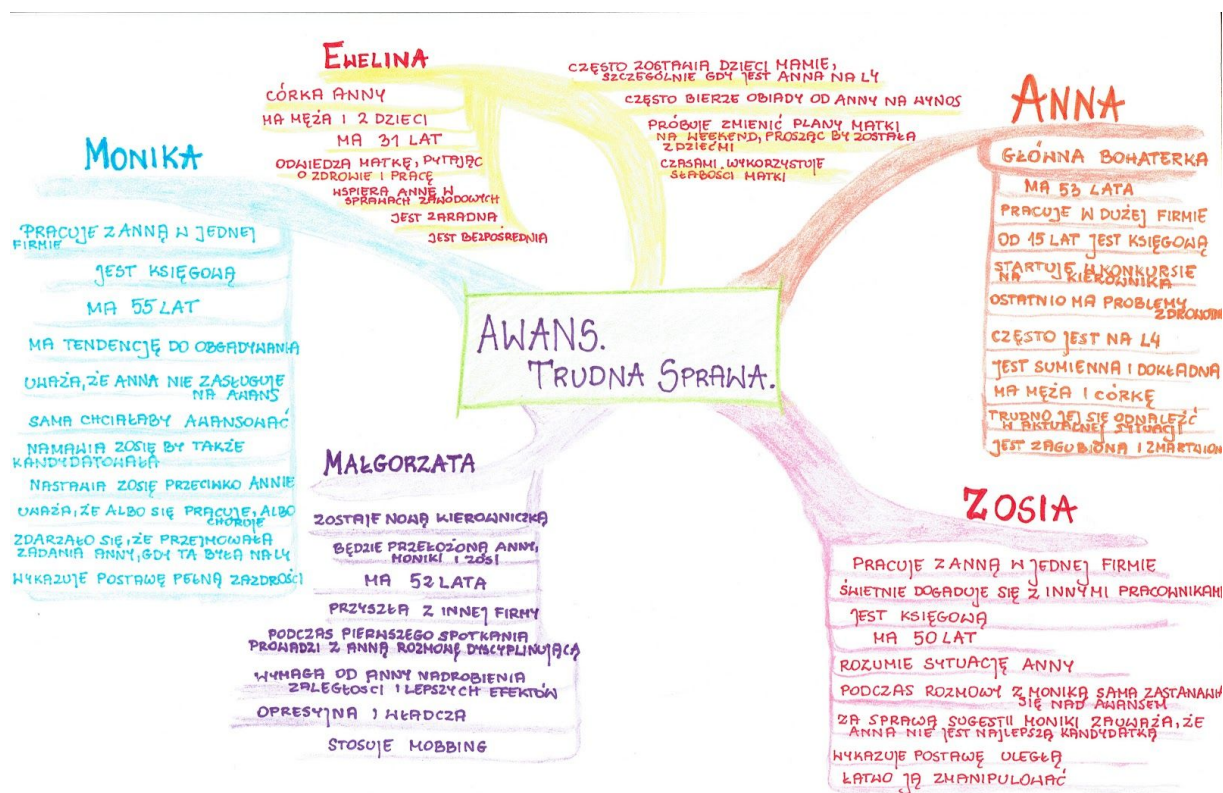 AWANS.
TRUDNA SPRAWA.
EWELINA
CÓRKA ANNY
MA MĘŻA I 2 DZIECI
MA 31 LAT
ODWIEDZA MATKĘ, PYTAJĄC
O ZDROWIE I PRACĘ
WSPIERA ANNĘ W
SPRAWACH ZAWODOWYCH
JEST ZARADNA
JEST BEZPOŚREDNIA
CZĘSTO ZOSTAWIA DZIECI MAMIE,
SZCZEGÓLNIE GDY JEST ANNA NA L4
CZĘSTO BIERZE OBIADY OD ANNY NA WYNOS
PRÓBUJE ZMIENIĆ PLANY MATKI
NA WEEKEND, PROSZĄC BY ZOSTAŁA
Z DZIEĆMI
CZASAMI WYKORZYSTUJE
SŁABOŚCI MATKI
ANNA
GŁÓWNA BOHATERKA
MA 53 LATA
PRACUJE W DUŻEJ FIRMIE
OD 15 LAT JEST KSIĘGOWĄ
STARTUJE W KONKURSIE
NA KIEROWNIKA
OSTATNIO MA PROBLEMY
CZĘSTO JEST NA L4
JEST SUMIENNA I DOKŁADNA
MA MĘŻA I CÓRKĘ
TRUDNO JEJ SIĘ ODNALEŹĆ
W AKTUALNEJ SYTUACJI
JEST ZAGUBIONA I
MONIKA
PRACUJE Z ANNĄ W JEDNEJ
FIRMIE
JEST KSIĘGOWĄ
MA 55 LAT
MA TENDENCJĘ DO OBGADYWANIA
UWAŻA, ŻE ANNA NIE ZASŁUGUJE
NA AWANS
SAMA CHCIAŁABY AWANSOWAĆ
NAMAWIA ZOSIĘ BY TAKŻE
KANDYDATOWAŁA
NASTAWIA ZOSIĘ PRZECIWKO ANNIE
UWAŻA, ŻE ALBO SIĘ PRACUJE, ALBO
CHORUJE
ZDARZAŁO SIĘ, ŻE PRZEJMOWAŁA
ZADANIA ANNY, GDY TA BYŁA NA L4
WYKAZUJE POSTAWĘ PEŁNĄ ZAZDROŚCI
MAŁGORZATA
ZOSTAJE NOWĄ KIEROWNICZKĄ
BĘDZIE PRZEŁOŻONĄ ANNY,
MONIKI I ZOSI
MA 52 LATA
PRZYSZŁA Z INNEJ FIRMY
PODCZAS PIERWSZEGO SPOTKANIA
PROWADZI Z ANNĄ ROZMOWĘ DYSCYPLINUJĄCĄ
WYMAGA OD ANNY NADROBIENIA
ZALEGŁOSCI I LEPSZYCH EFEKTÓW
OPRESYJNA I WŁADCZA
STOSUJE MOBBING
ZOSIA
PRACUJE Z ANNĄ W JEDNEJ FIRMIE
ŚWIETNIE DOGADUJE SIĘ Z INNYMI PRACOWNIKAMI
JEST KSIĘGOWĄ
MA 50 LAT
ROZUMIE SYTUACJĘ ANNY
PODCZAS ROZMOWY Z MONIKĄ SAMA ZASTANAWIA
SIĘ NAD AWANSEM
ZA SPRAWĄ SUGESTII MONIKI ZAUWAŻA, ŻE
ANNA NIE JEST NAJLEPSZĄ KANDYDATKĄ
WYKAZUJE POSTAWĘ ULEGŁĄ
ŁATWO JĄ ZMANIPULOWAĆ